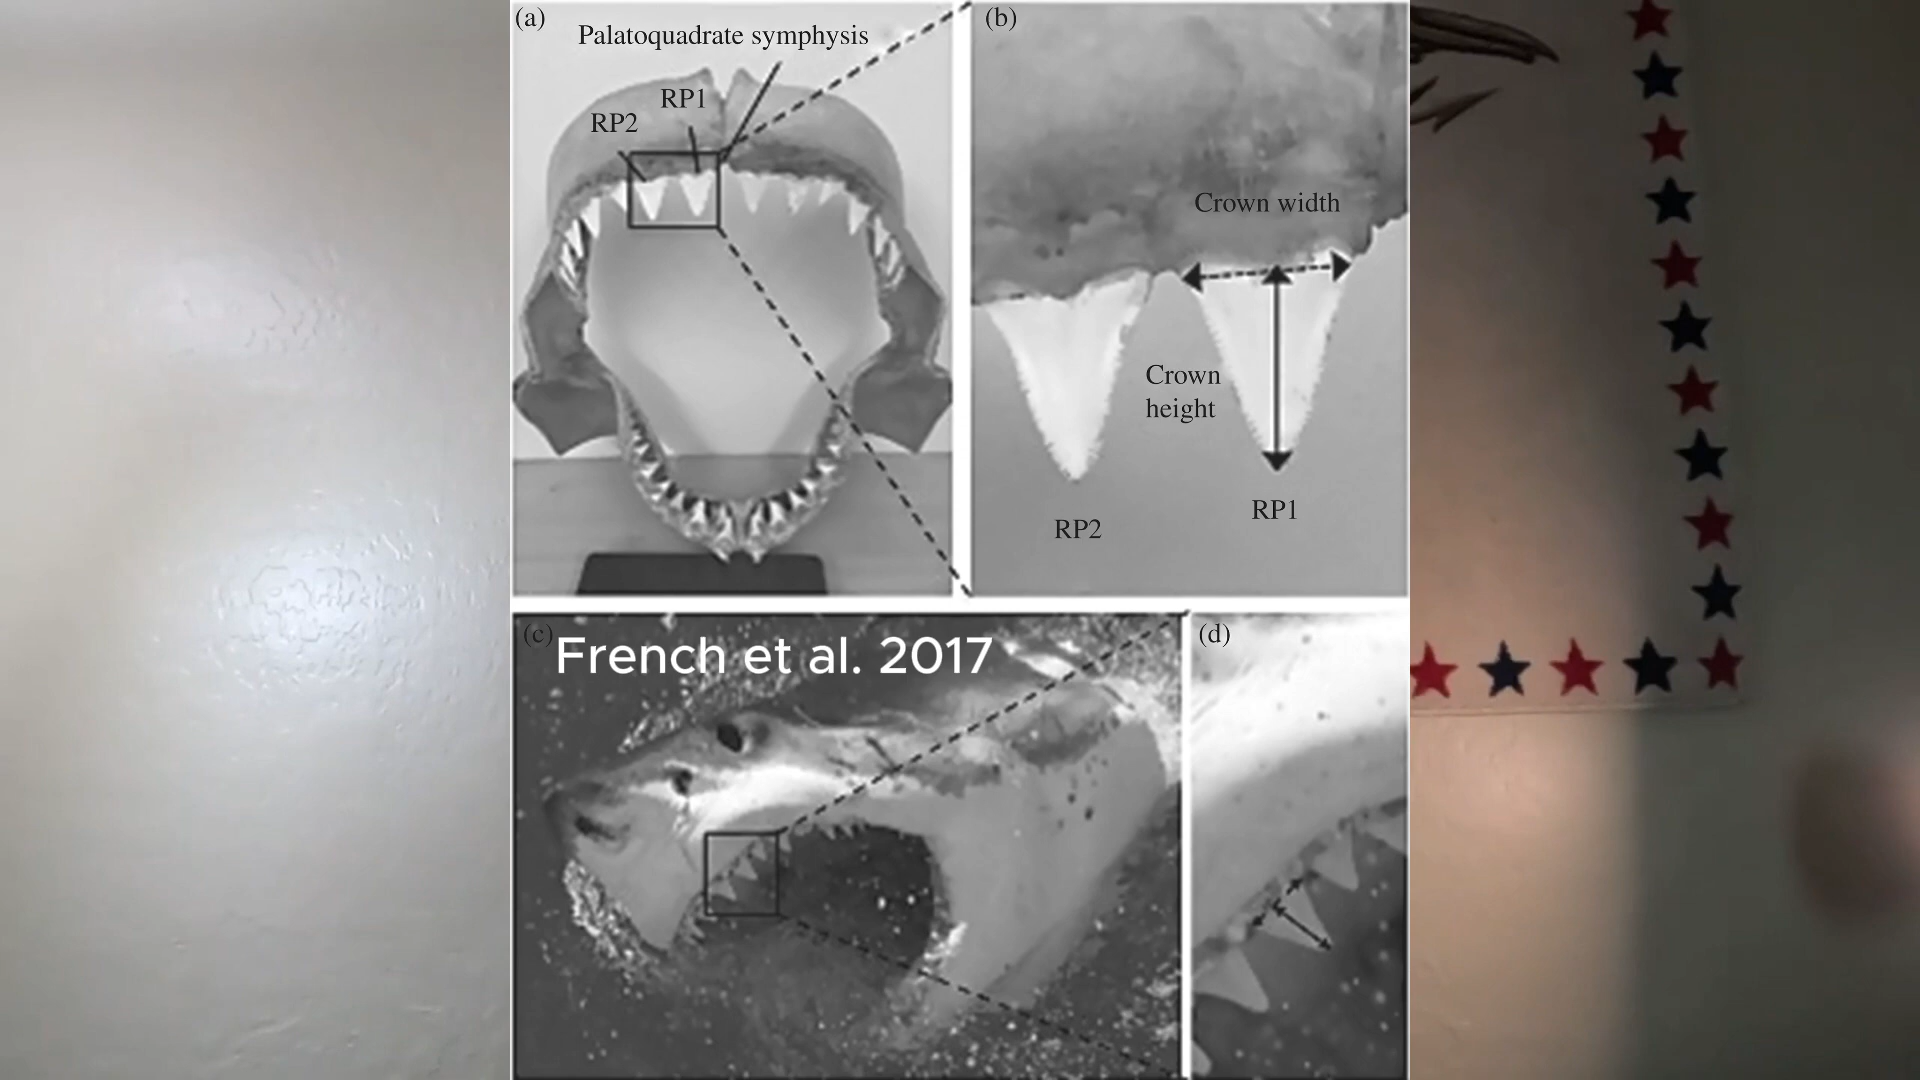 (a)
Palatoquadrate symphysis
RP1
RP2
(b)
Crown width
Crown
height
RP1
RP2
(c)
French et al. 2017
(d)